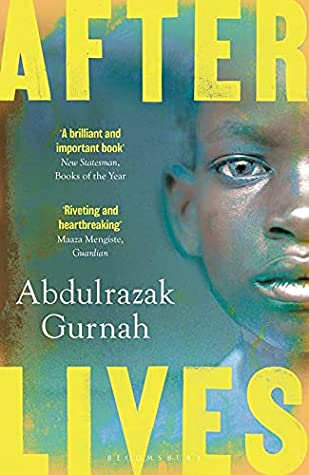 AFTER
‘A brilliant and
important book’
New Statesman,
Books of the Year
‘Riveting and
heartbreaking’
Maaza Mengiste,
Guardian
Abdulrazak
Gurnah
LIVES
BLOOMSBURY